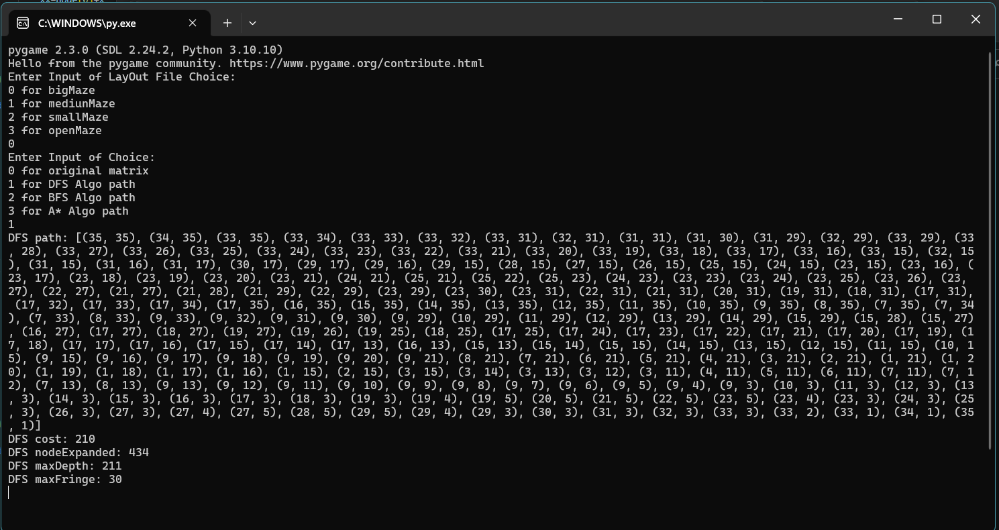 C:\WINDOWS\py.exe
pygame 2.3.0 (SDL 2.24.2, Python 3.10.10)
Hello from the pygame community. https://www.pygame.org/contribute.html
Enter Input of LayOut File Choice:
0 for bigMaze
1 for mediunMaze
2 for smallMaze
3 for openMaze
0
Enter Input of Choice:
0 for original matrix
1 for DFS Algo path
2 for BFS Algo path
3 for A* Algo path
1
DFS path: [(35, 35), (34, 35), (33, 35), (33, 34), (33, 33), (33, 32), (33, 31), (32, 31), (31, 31), (31, 30), (31, 29), (32, 29), (33, 29), (33
, 28), (33, 27), (33, 26), (33, 25), (33, 24), (33, 23), (33, 22), (33, 21), (33, 20), (33, 19), (33, 18), (33, 17), (33, 16), (33, 15), (32, 15
), (31, 15), (31, 16), (31, 17), (30, 17), (29, 17), (29, 16), (29, 15), (28, 15), (27, 15), (26, 15), (25, 15), (24, 15), (23, 15), (23, 16), (
23, 17), (23, 18), (23, 19), (23, 20), (23, 21), (24, 21), (25, 21), (25, 22), (25, 23), (24, 23), (23, 23), (23, 24), (23, 25), (23, 26), (23,
27), (22, 27), (21, 27), (21, 28), (21, 29), (22, 29), (23, 29), (23, 30), (23, 31), (22, 31), (21, 31), (20, 31), (19, 31), (18, 31), (17, 31),
(17, 32), (17, 33), (17, 34), (17, 35), (16, 35), (15, 35), (14, 35), (13, 35), (12, 35), (11, 35), (10, 35), (9, 35), (8, 35), (7, 35), (7, 34
), (7, 33), (8, 33), (9, 33), (9, 32), (9, 31), (9, 30), (9, 29), (10, 29), (11, 29), (12, 29), (13, 29), (14, 29), (15, 29), (15, 28), (15, 27)
, (16, 27), (17, 27), (18, 27), (19, 27), (19, 26), (19, 25), (18, 25), (17, 25), (17, 24), (17, 23), (17, 22), (17, 21), (17, 20), (17, 19), (1
7, 18), (17, 17), (17, 16), (17, 15), (17, 14), (17, 13), (16, 13), (15, 13), (15, 14), (15, 15), (14, 15), (13, 15), (12, 15), (11, 15), (10, 1
5), (9, 15), (9, 16), (9, 17), (9, 18), (9, 19), (9, 20), (9, 21), (8, 21), (7, 21), (6, 21), (5, 21), (4, 21), (3, 21), (2, 21), (1, 21), (1, 2
0), (1, 19), (1, 18), (1, 17), (1, 16), (1, 15), (2, 15), (3, 15), (3, 14), (3, 13), (3, 12), (3, 11), (4, 11), (5, 11), (6, 11), (7, 11), (7, 1
2), (7, 13), (8, 13), (9, 13), (9, 12), (9, 11), (9, 10), (9, 9), (9, 8), (9, 7), (9, 6), (9, 5), (9, 4), (9, 3), (10, 3), (11, 3), (12, 3), (13
, 3), (14, 3), (15, 3), (16, 3), (17, 3), (18, 3), (19, 3), (19, 4), (19, 5), (20, 5), (21, 5), (22, 5), (23, 5), (23, 4), (23, 3), (24, 3), (25
, 3), (26, 3), (27, 3), (27, 4), (27, 5), (28, 5), (29, 5), (29, 4), (29, 3), (30, 3), (31, 3), (32, 3), (33, 3), (33, 2), (33, 1), (34, 1), (35
, 1)]
DFS cost: 210
DFS nodeExpanded: 434
DFS maxDepth: 211
DFS maxFringe: 30